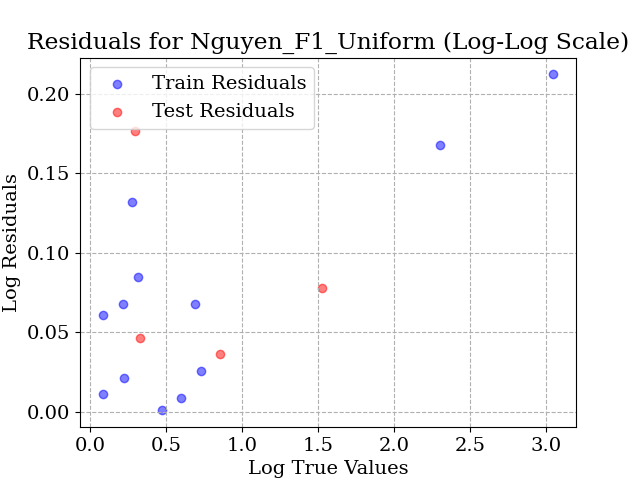 Residuals for Nguyen_F1_Uniform (Log-Log Scale)
Train Residuals
Test Residuals
Log Residuals
0.20
0.15
0.10
0.05
0.00
0.0 0.5 1.0 1.5 2.0 2.5 3.0
Log True Values